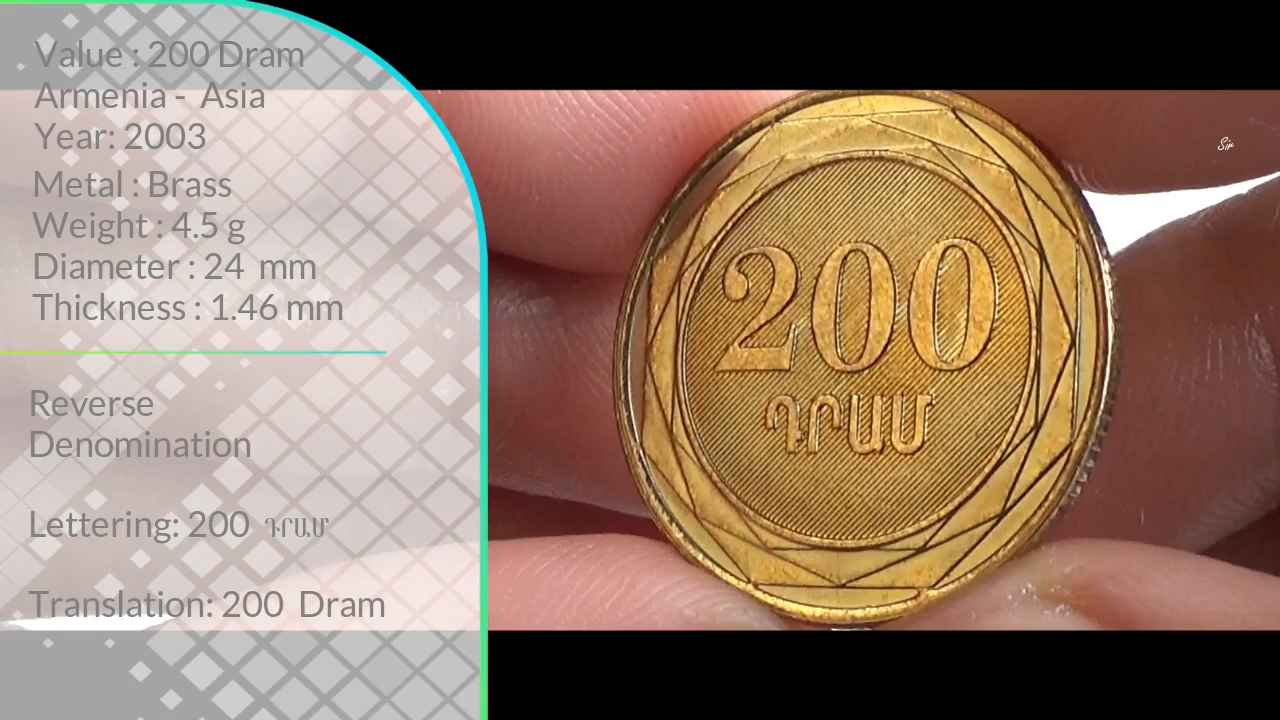 Value : 200 Dram
Armenia - Asia
Year: 2003
Metal : Brass
Weight : 4.5 g
Diameter : 24 mm
Thickness : 1.46 mm
Reverse
Denomination
Lettering: 200 դրամ
Translation: 200 Dram
200
ԴՐԱՄ
Sir